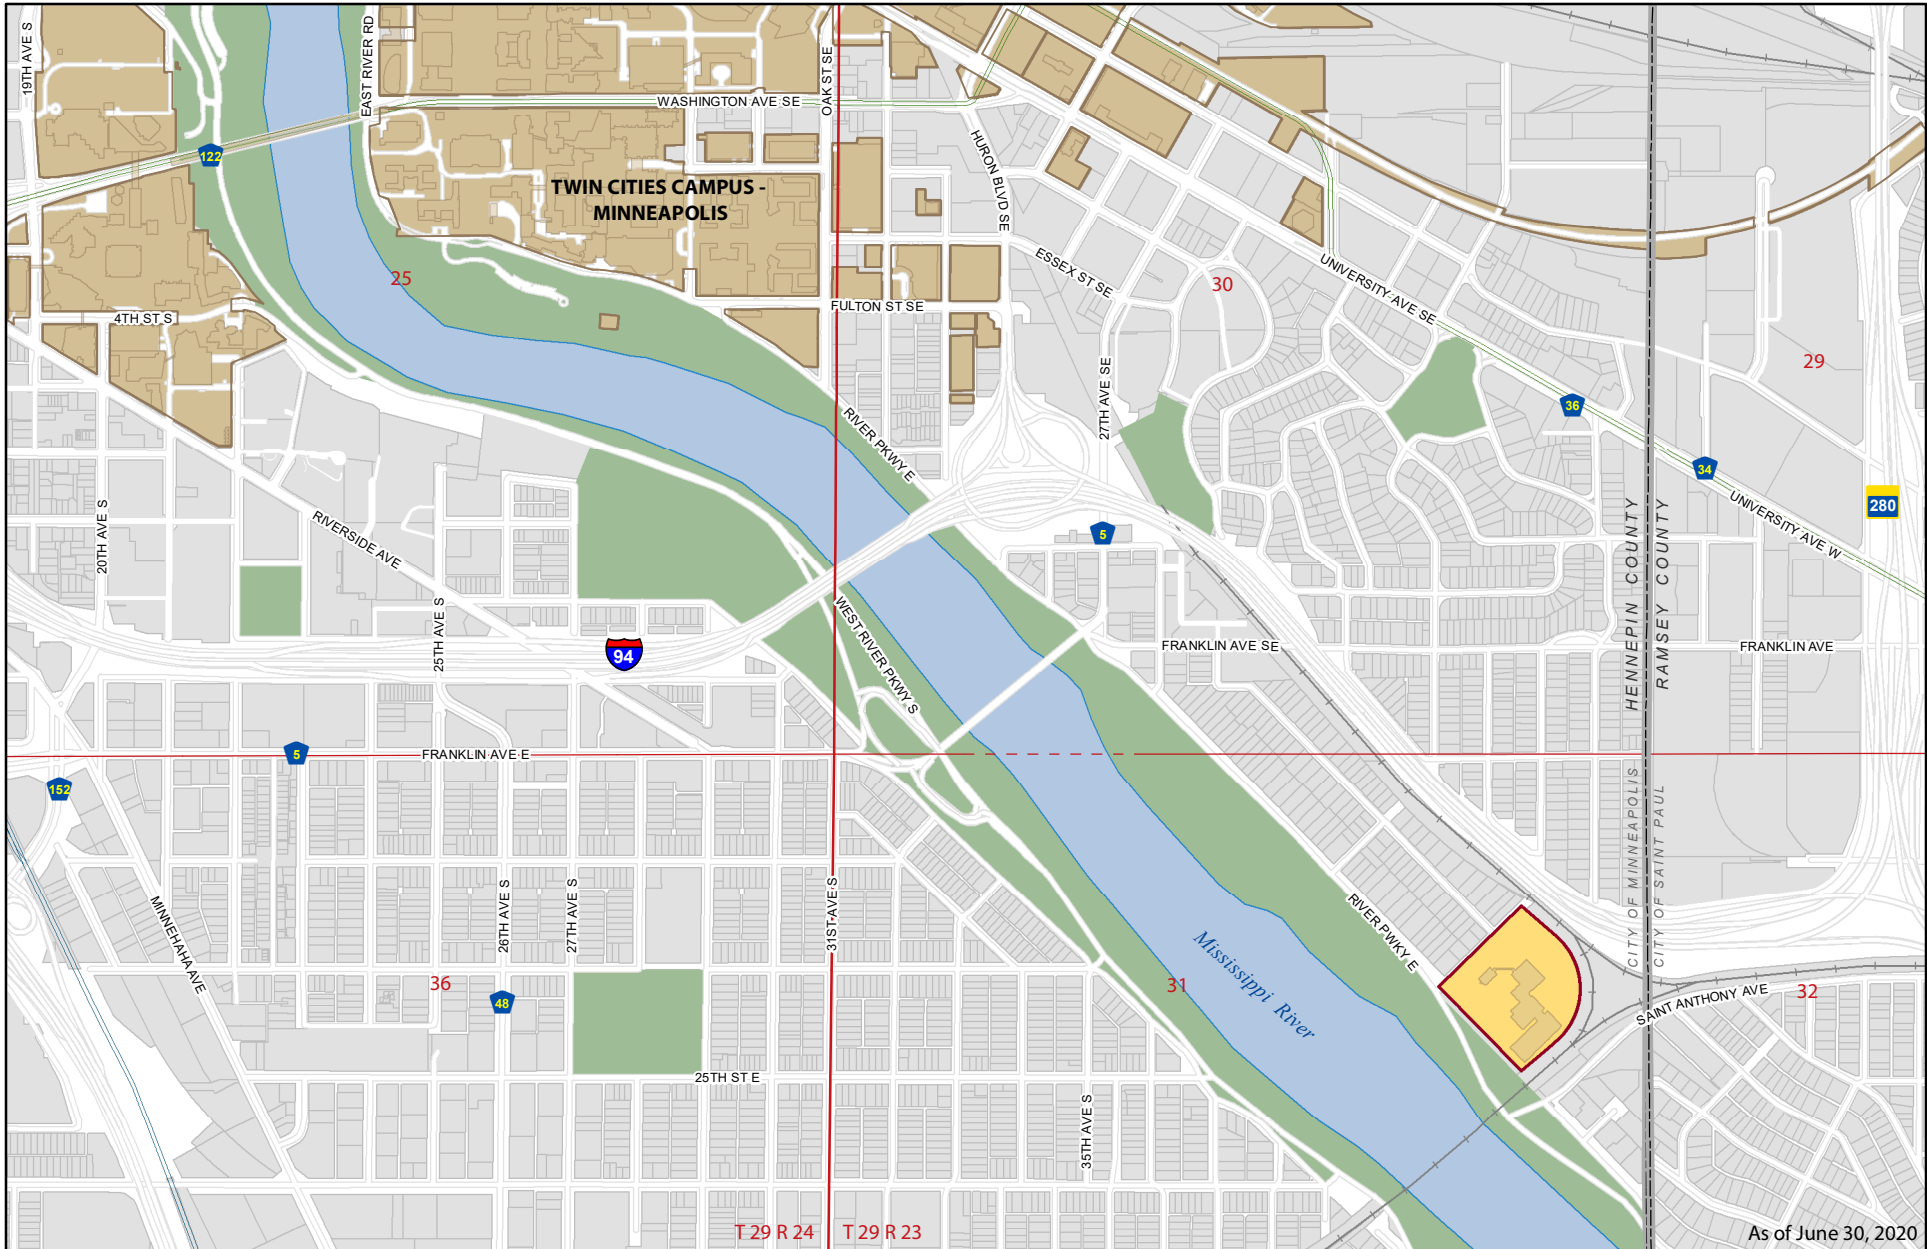 19TH AVE S
EAST RIVER RD
WASHINGTON AVE SE
OAK ST SE
HURON BLVD SE
122
TWIN CITIES CAMPUS -
MINNEAPOLIS
25
4TH ST S
FULTON ST SE
ESSEX ST SE
30
UNIVERSITY AVE SE
29
27TH AVE SE
36
RIVER PKWY E
34
280
UNIVERSITY AVE W
20TH AVE S
RIVERSIDE AVE
5
HENNEPIN COUNTY
RAMSEY COUNTY
25TH AVE S
94
WEST RIVER PKWY S
FRANKLIN AVE SE
FRANKLIN AVE
5
FRANKLIN AVE E
152
CITY OF MINNEAPOLIS
CITY OF SAINT PAUL
MINNEHAHA AVE
26TH AVE S
27TH AVE S
31ST AVE S
RIVER PWKY E
Mississippi River
36
48
31
32
SAINT ANTHONY AVE
25TH ST E
35TH AVE S
T 29 R 24
T 29 R 23
As of June 30, 2020